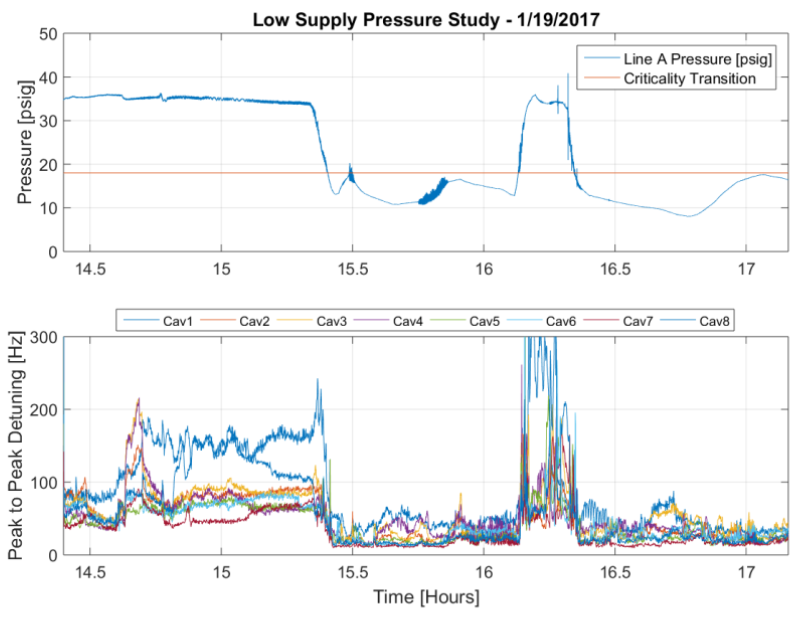 Low Supply Pressure Study - 1/19/2017
Pressure [psig]
50
40
30
20
10
0
Line A Pressure [psig]
Criticality Transition
14.5 15 15.5 16 16.5 17
Cav1 Cav2 Cav3 Cav4 Cav5 Cav6 Cav7 Cav8
Peak to Peak Detuning [Hz]
300
200
100
0
14.5 15 15.5 16 16.5 17
Time [Hours]